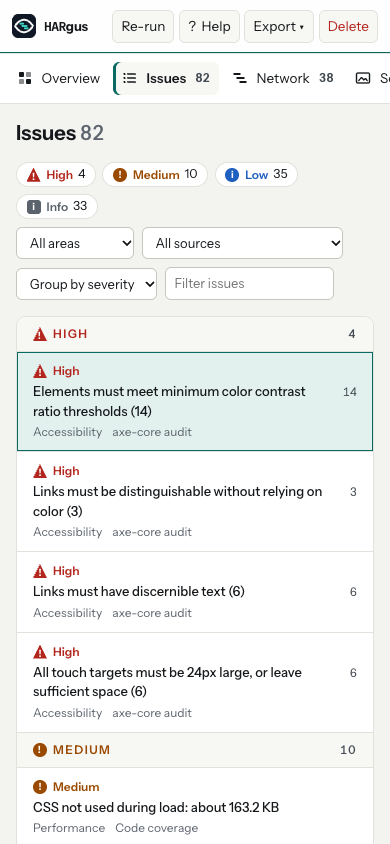 HARgus
Re-run
? Help
Export ▾
Delete
Overview
Issues 82
Network 38
Issues 82
High 4
Medium 10
Low 35
Info 33
All areas
All sources
Group by severity
Filter issues
HIGH 4
High
Elements must meet minimum color contrast 14
ratio thresholds (14)
Accessibility axe-core audit
High
Links must be distinguishable without relying on 3
color (3)
Accessibility axe-core audit
High
Links must have discernible text (6) 6
Accessibility axe-core audit
High
All touch targets must be 24px large, or leave 6
sufficient space (6)
Accessibility axe-core audit
MEDIUM 10
Medium
CSS not used during load: about 163.2 KB
Performance Code coverage